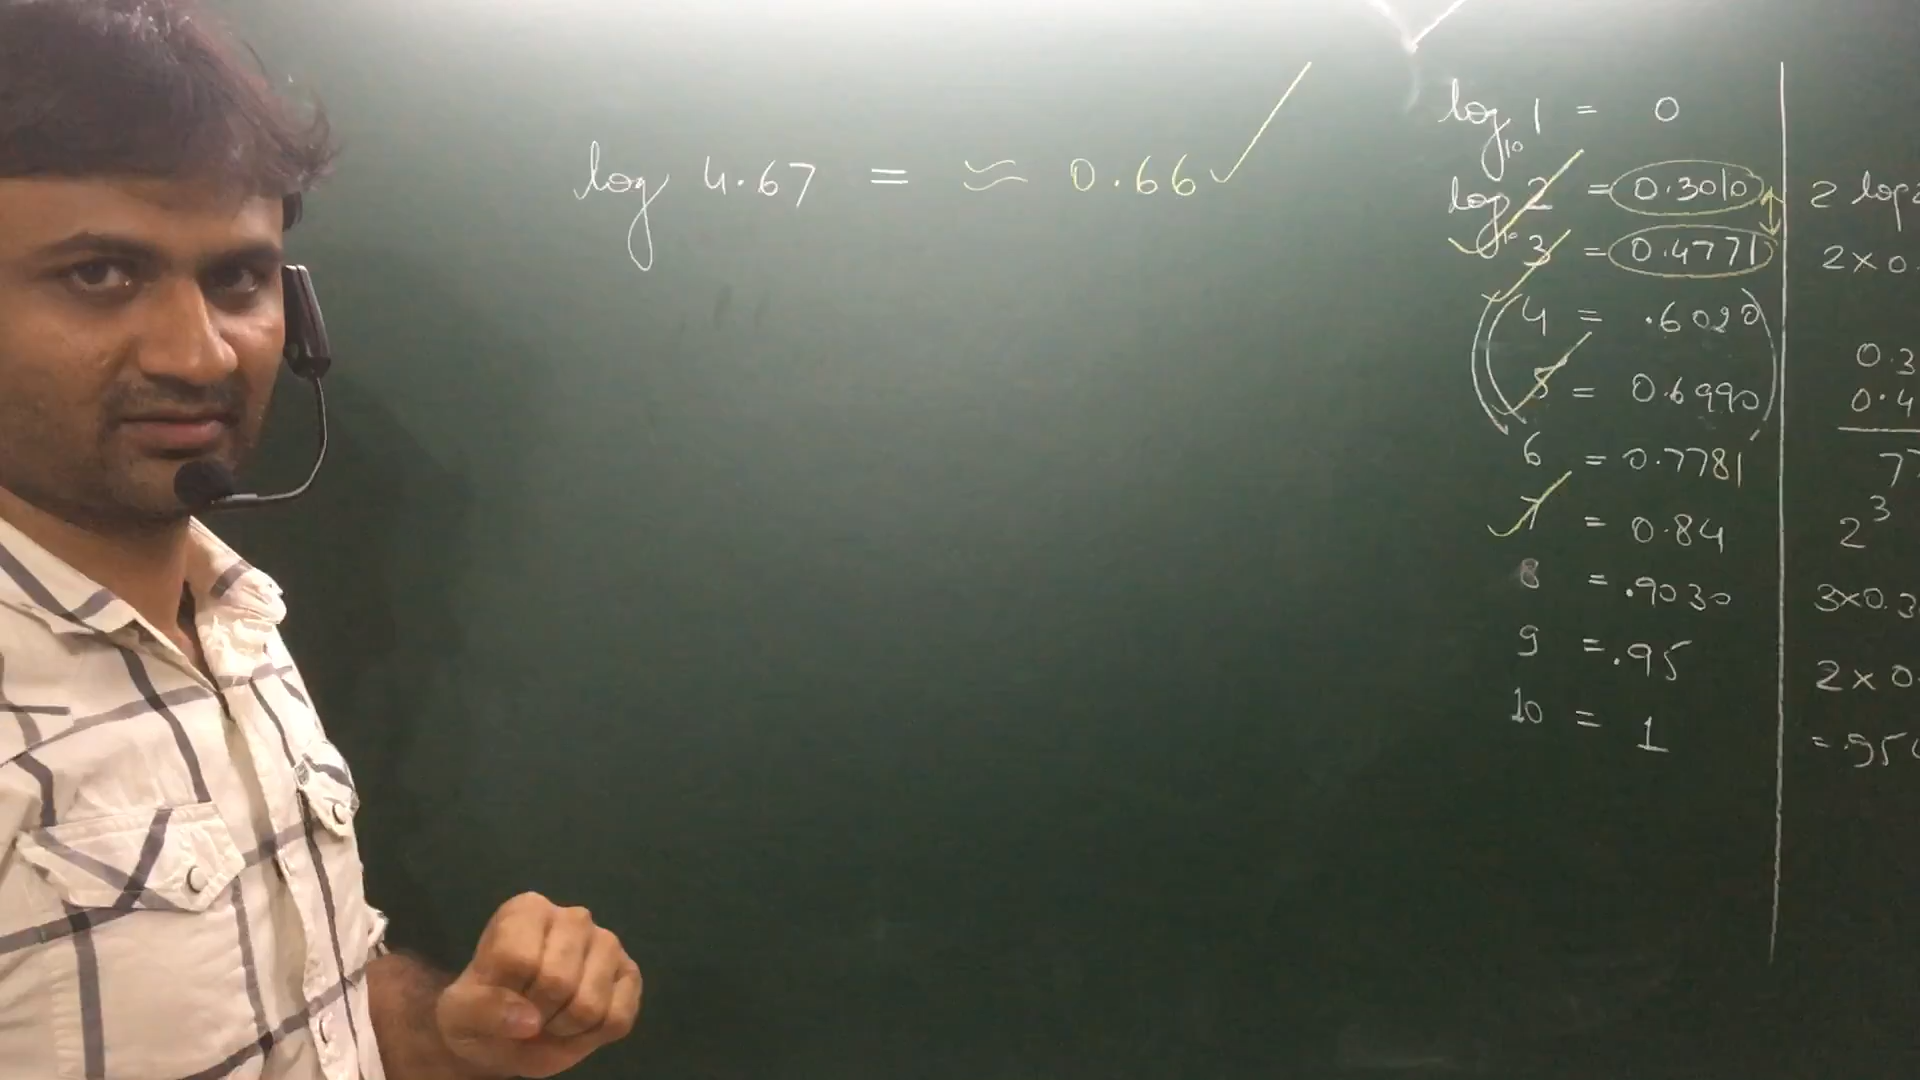 log 4.67 = ≈ 0.66 ✓
log₁₀ 1 = 0
log₁₀ 2 = 0.3010
3 = 0.4771
4 = .6020
5 = 0.6990
6 = 0.7781
7 = 0.84
8 = .9030
9 = .95
10 = 1
2 log 2
2 × 0.
0.3
0.4
7
2³
3×0.3
2 × 0.
= .95